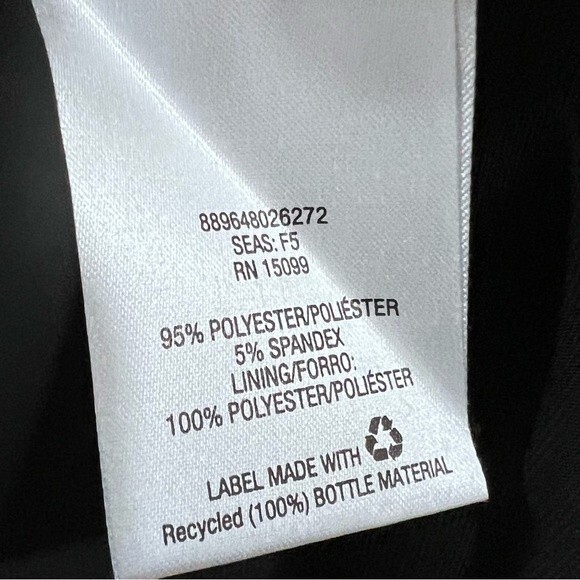 889648026272
SEAS: F5
RN 15099
95% POLYESTER/POLIÉSTER
5% SPANDEX
LINING/FORRO:
100% POLYESTER/POLIÉSTER
LABEL MADE WITH
Recycled (100%) BOTTLE MATERIAL